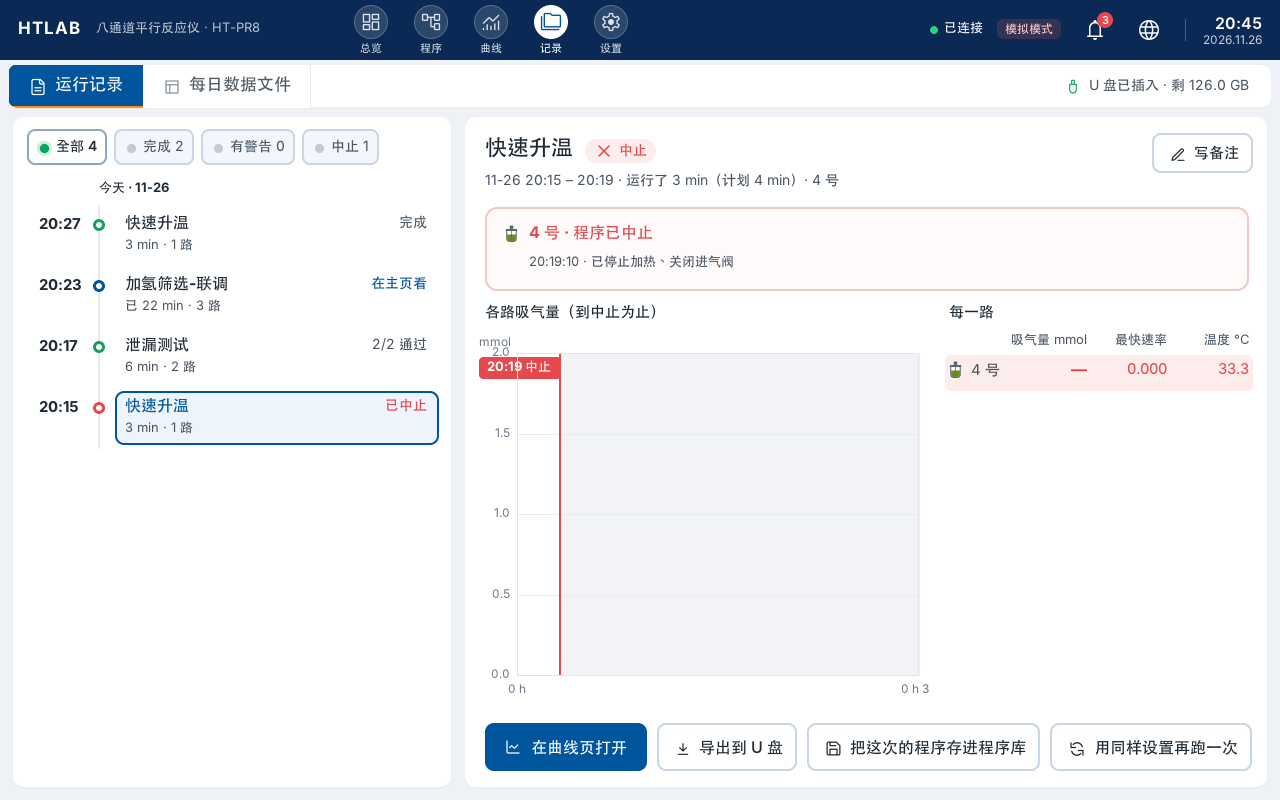 HTLAB 八通道平行反应仪 · HT-PR8
总览 程序 曲线 记录 设置
已连接 模拟模式 3 20:45
2026.11.26
运行记录 每日数据文件 U 盘已插入 · 剩 126.0 GB
全部 4 完成 2 有警告 0 中止 1
今天 · 11-26
20:27 快速升温 完成
3 min · 1 路
20:23 加氢筛选-联调 在主页看
已 22 min · 3 路
20:17 泄漏测试 2/2 通过
6 min · 2 路
20:15 快速升温 已中止
3 min · 1 路
快速升温 中止 写备注
11-26 20:15 – 20:19 · 运行了 3 min（计划 4 min）· 4 号
4 号 · 程序已中止
20:19:10 · 已停止加热、关闭进气阀
各路吸气量（到中止为止）
mmol
2.0
20:19 中止
1.5
1.0
0.5
0.0
0 h 0 h 3
每一路
吸气量 mmol 最快速率 温度 °C
4 号 — 0.000 33.3
在曲线页打开 导出到 U 盘 把这次的程序存进程序库 用同样设置再跑一次